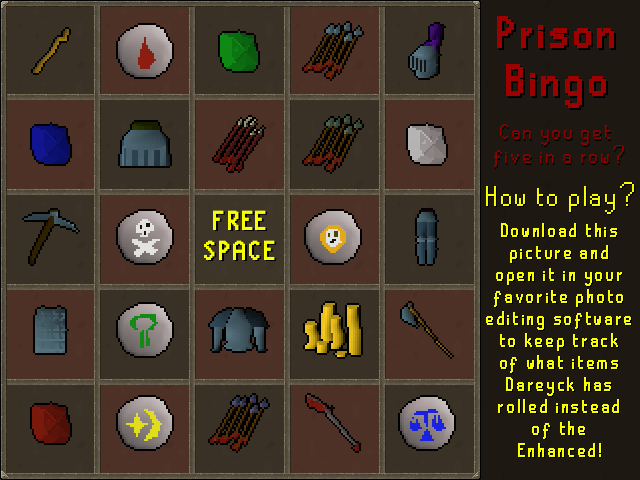 FREE
SPACE
Prison
Bingo
Can you get
five in a row?
How to play?
Download this
picture and
open it in your
favorite photo
editing software
to keep track
of what items
Dareyck has
rolled instead
of the
Enhanced!